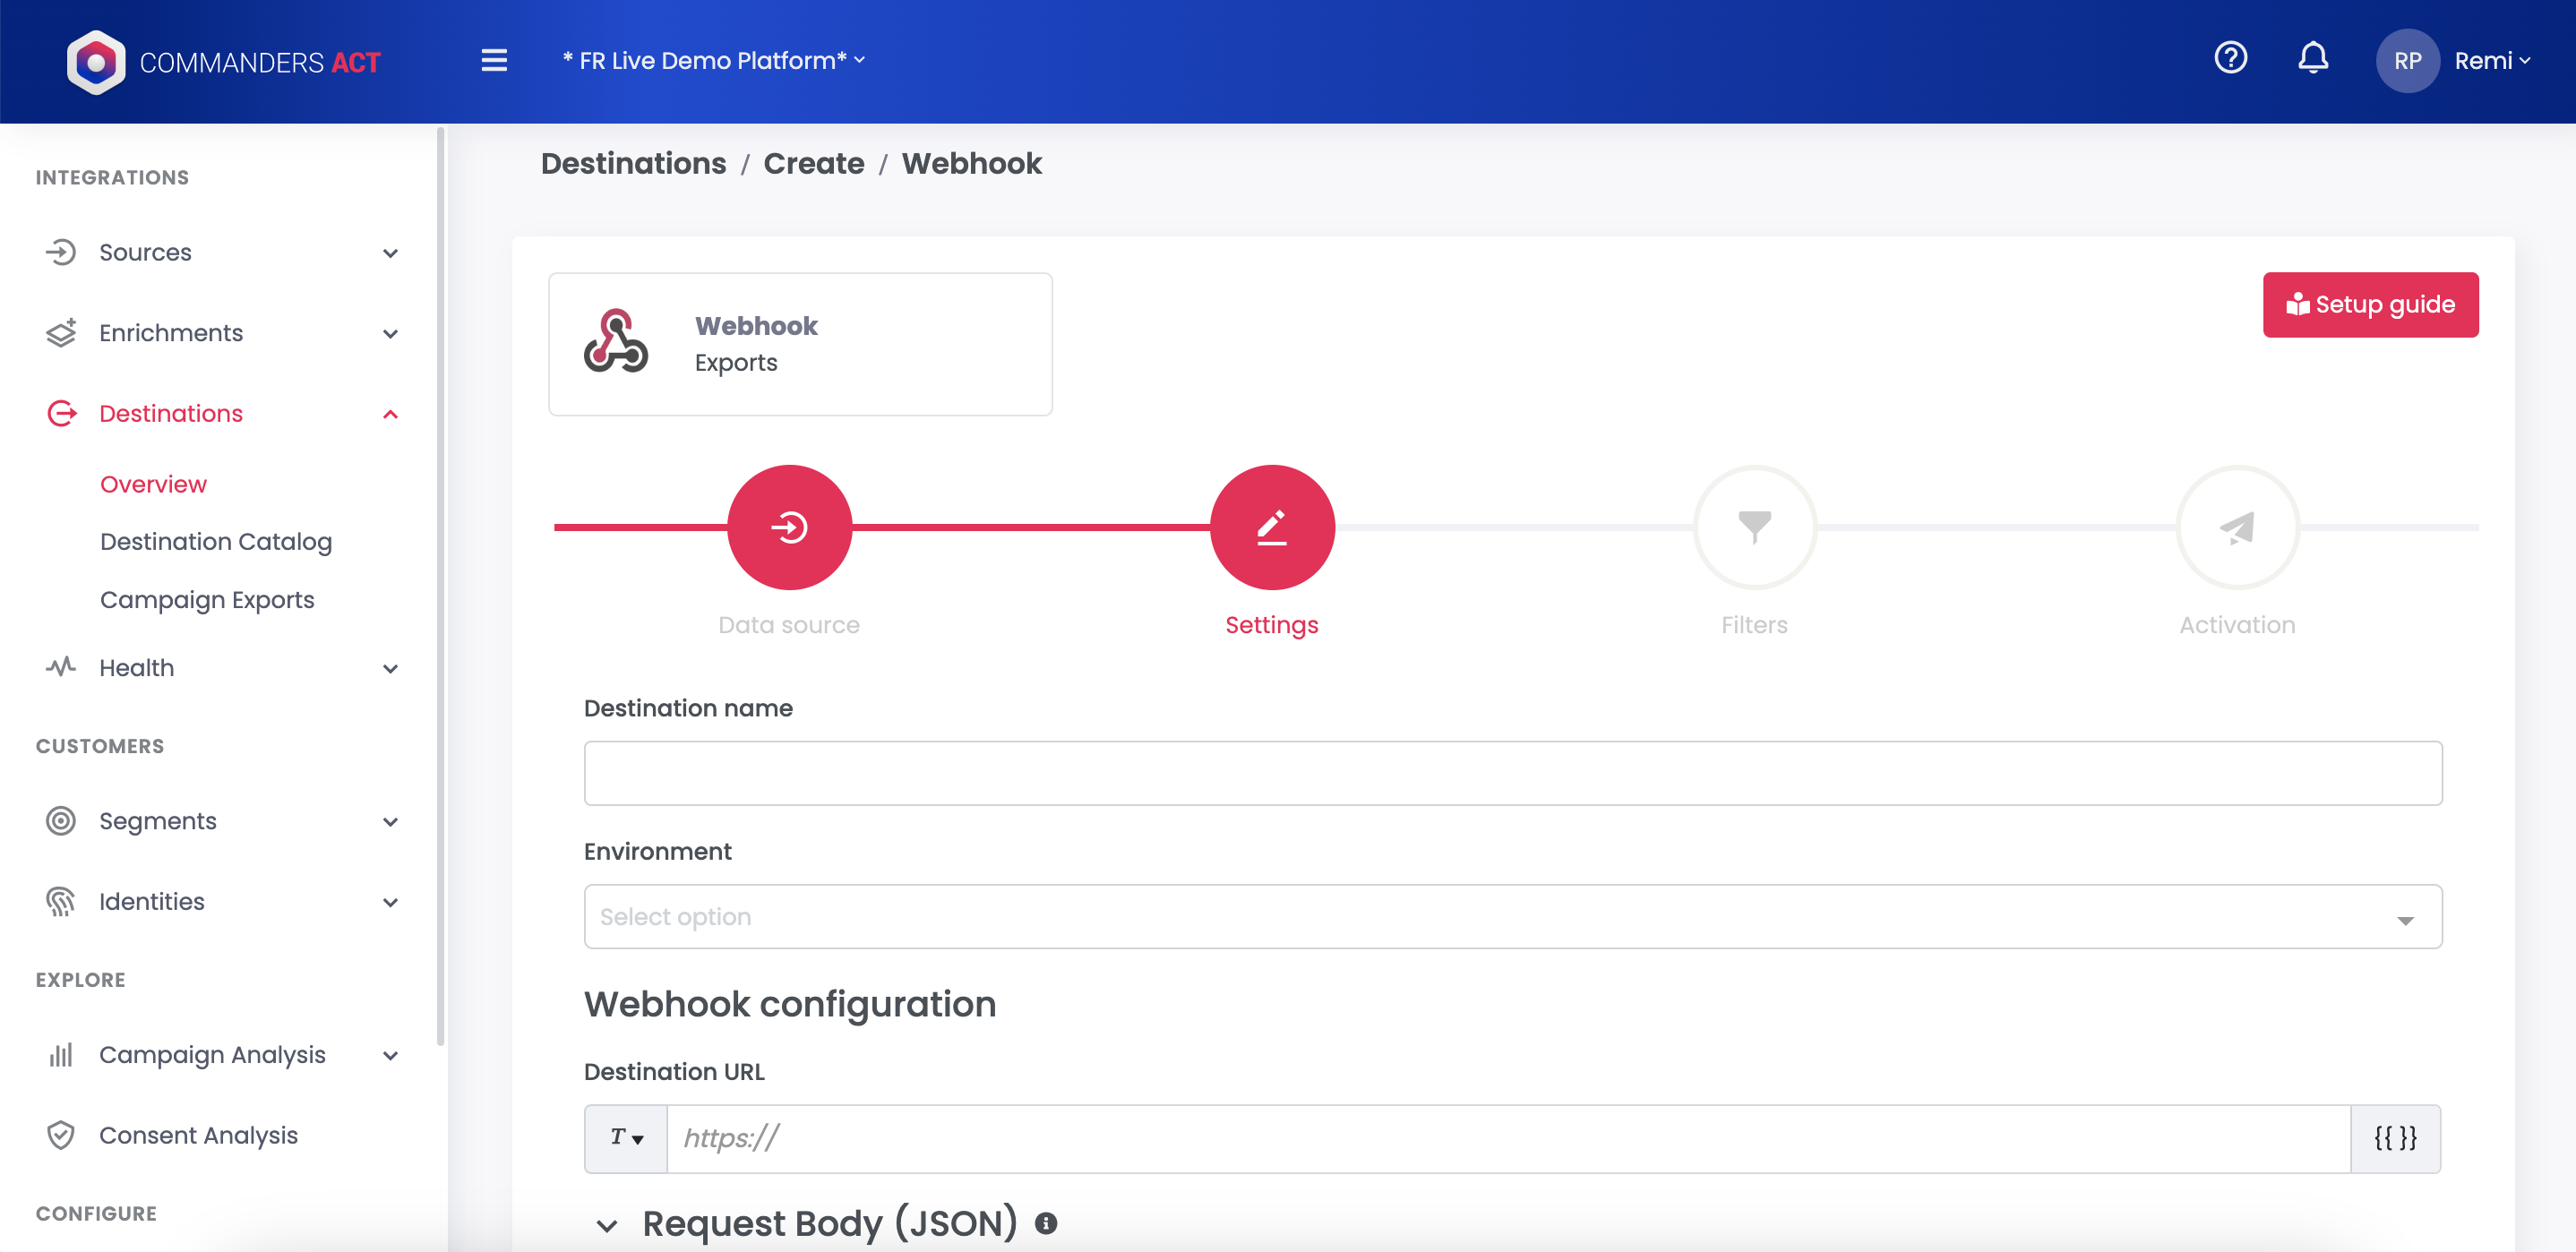 COMMANDERS ACT
* FR Live Demo Platform*
RP
Remi
INTEGRATIONS
Sources
Enrichments
Destinations
Overview
Destination Catalog
Campaign Exports
Health
CUSTOMERS
Segments
Identities
EXPLORE
Campaign Analysis
Consent Analysis
CONFIGURE
Destinations / Create / Webhook
Webhook
Exports
Setup guide
Data source
Settings
Filters
Activation
Destination name
Environment
Select option
Webhook configuration
Destination URL
T
https://
{{ }}
Request Body (JSON)